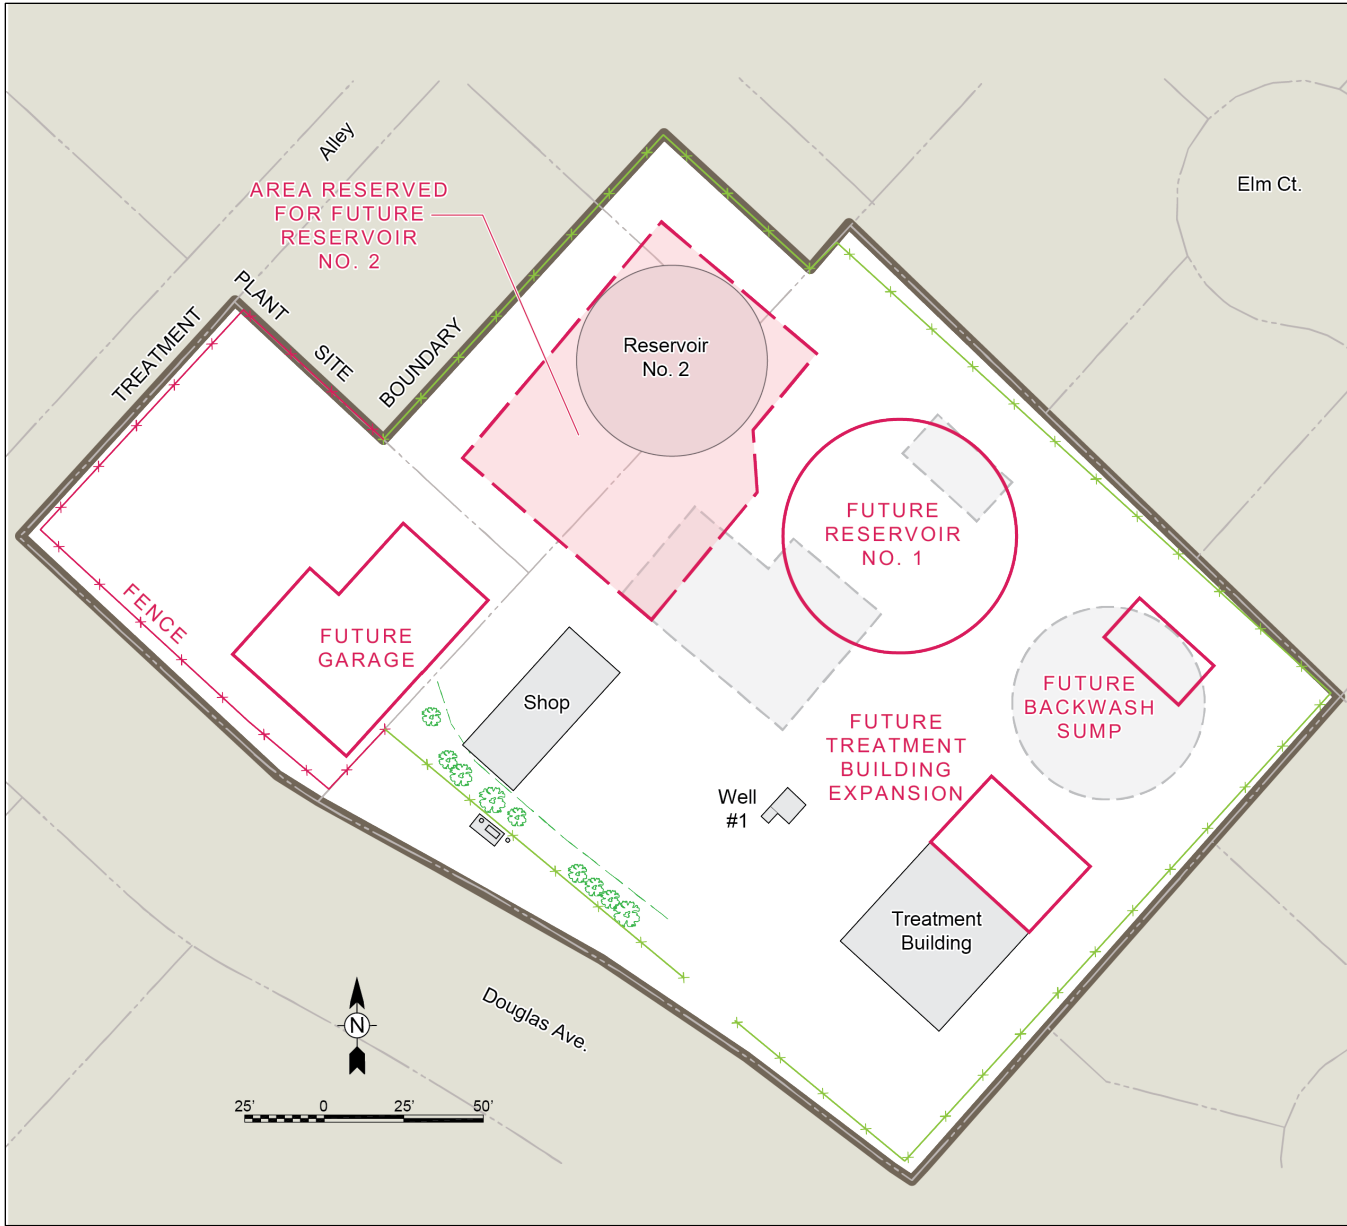 Alley
Elm Ct.
AREA RESERVED
FOR FUTURE
RESERVOIR
NO. 2
TREATMENT
PLANT
SITE
BOUNDARY
Reservoir
No. 2
FUTURE
RESERVOIR
NO. 1
FENCE
FUTURE
GARAGE
Shop
FUTURE
BACKWASH
SUMP
FUTURE
TREATMENT
BUILDING
EXPANSION
Well
#1
Treatment
Building
Douglas Ave.
N
25' 0 25' 50'